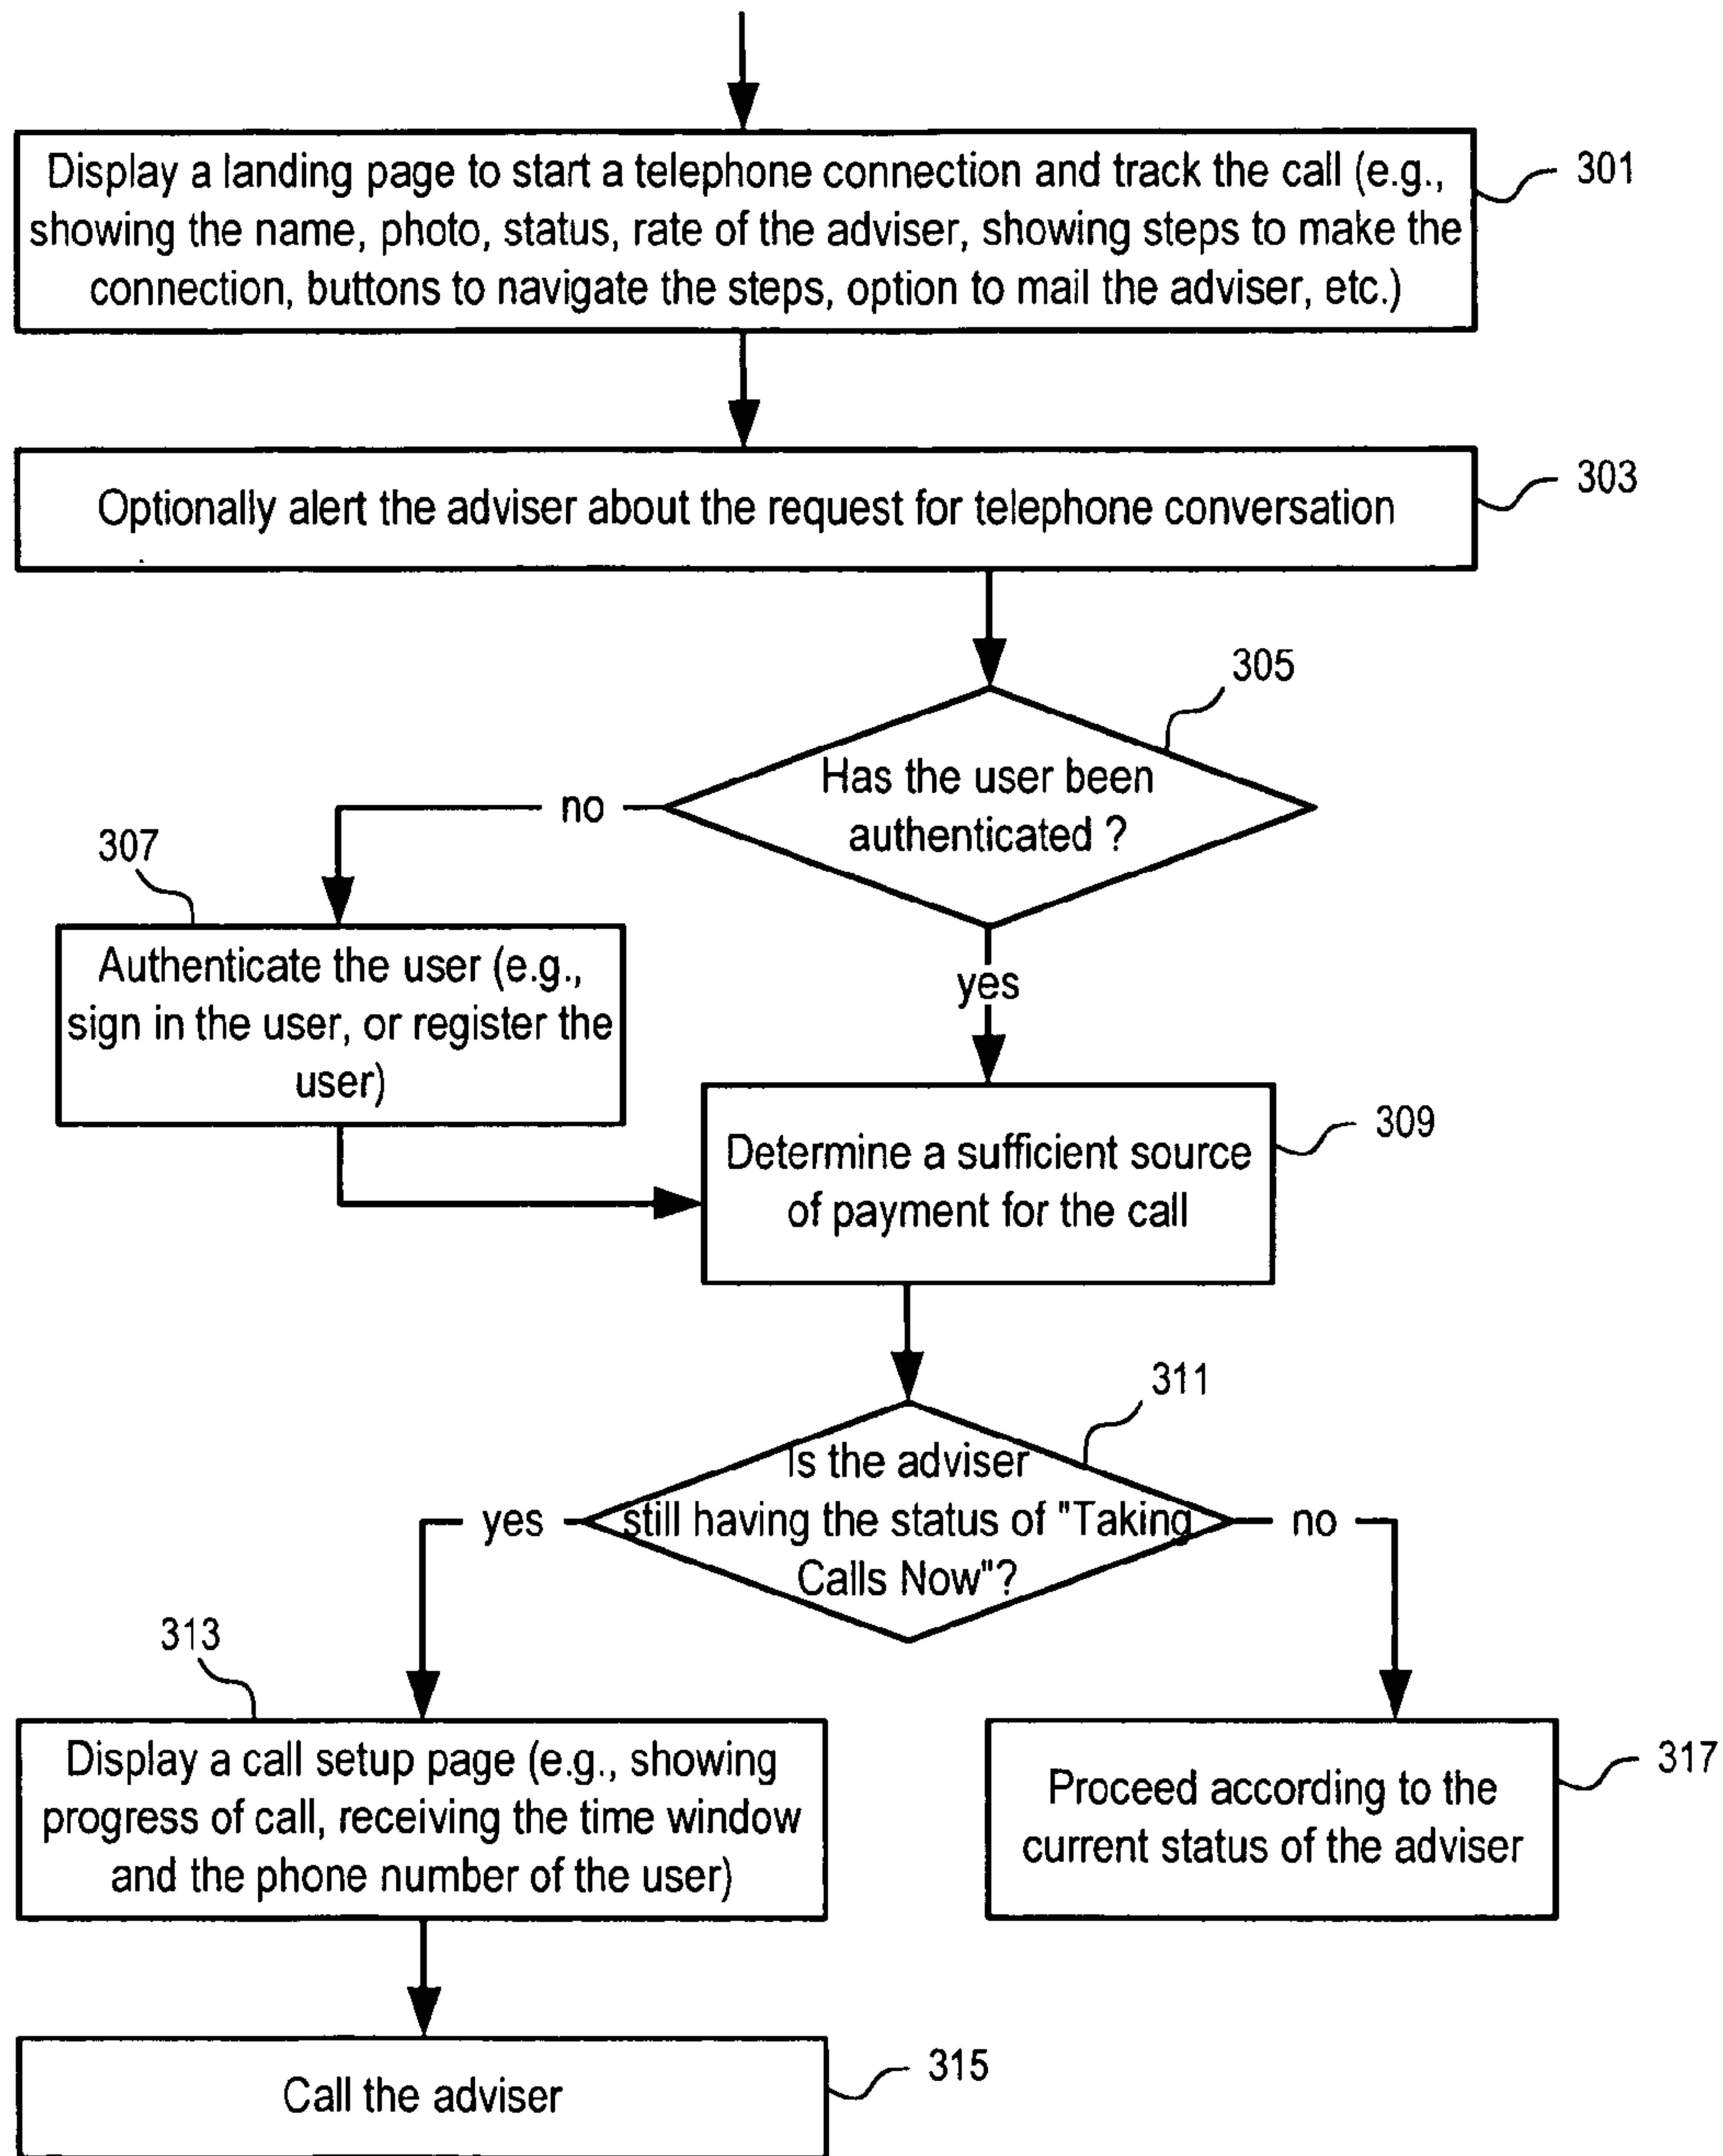 Display a landing page to start a telephone connection and track the call (e.g.,
showing the name, photo, status, rate of the adviser, showing steps to make the
connection, buttons to navigate the steps, option to mail the adviser, etc.)
301
Optionally alert the adviser about the request for telephone conversation
303
305
Has the user been
authenticated ?
no
307
Authenticate the user (e.g.,
sign in the user, or register the
user)
yes
309
Determine a sufficient source
of payment for the call
311
Is the adviser
still having the status of "Taking
Calls Now"?
yes
no
313
Display a call setup page (e.g., showing
progress of call, receiving the time window
and the phone number of the user)
317
Proceed according to the
current status of the adviser
315
Call the adviser